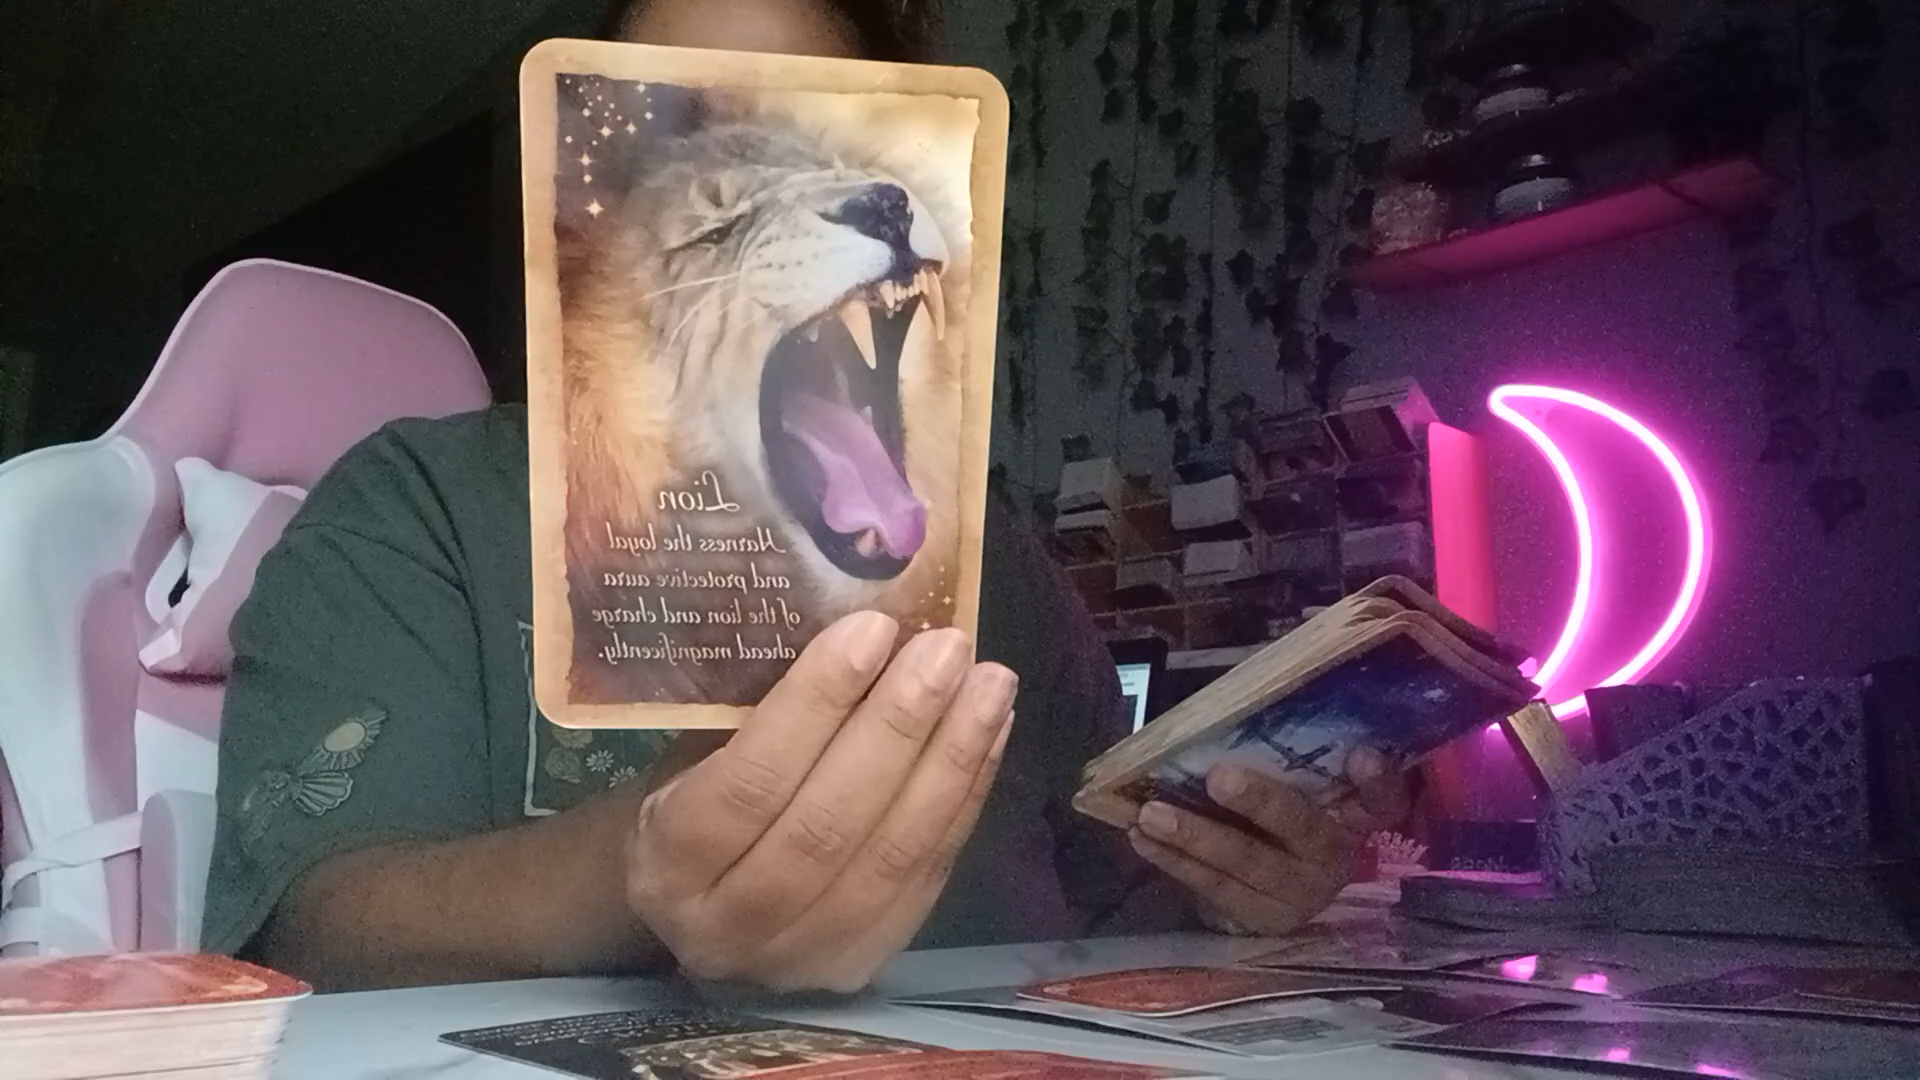 Lion
Harness the loyal
and protective aura
of the lion and charge
ahead magnificently.